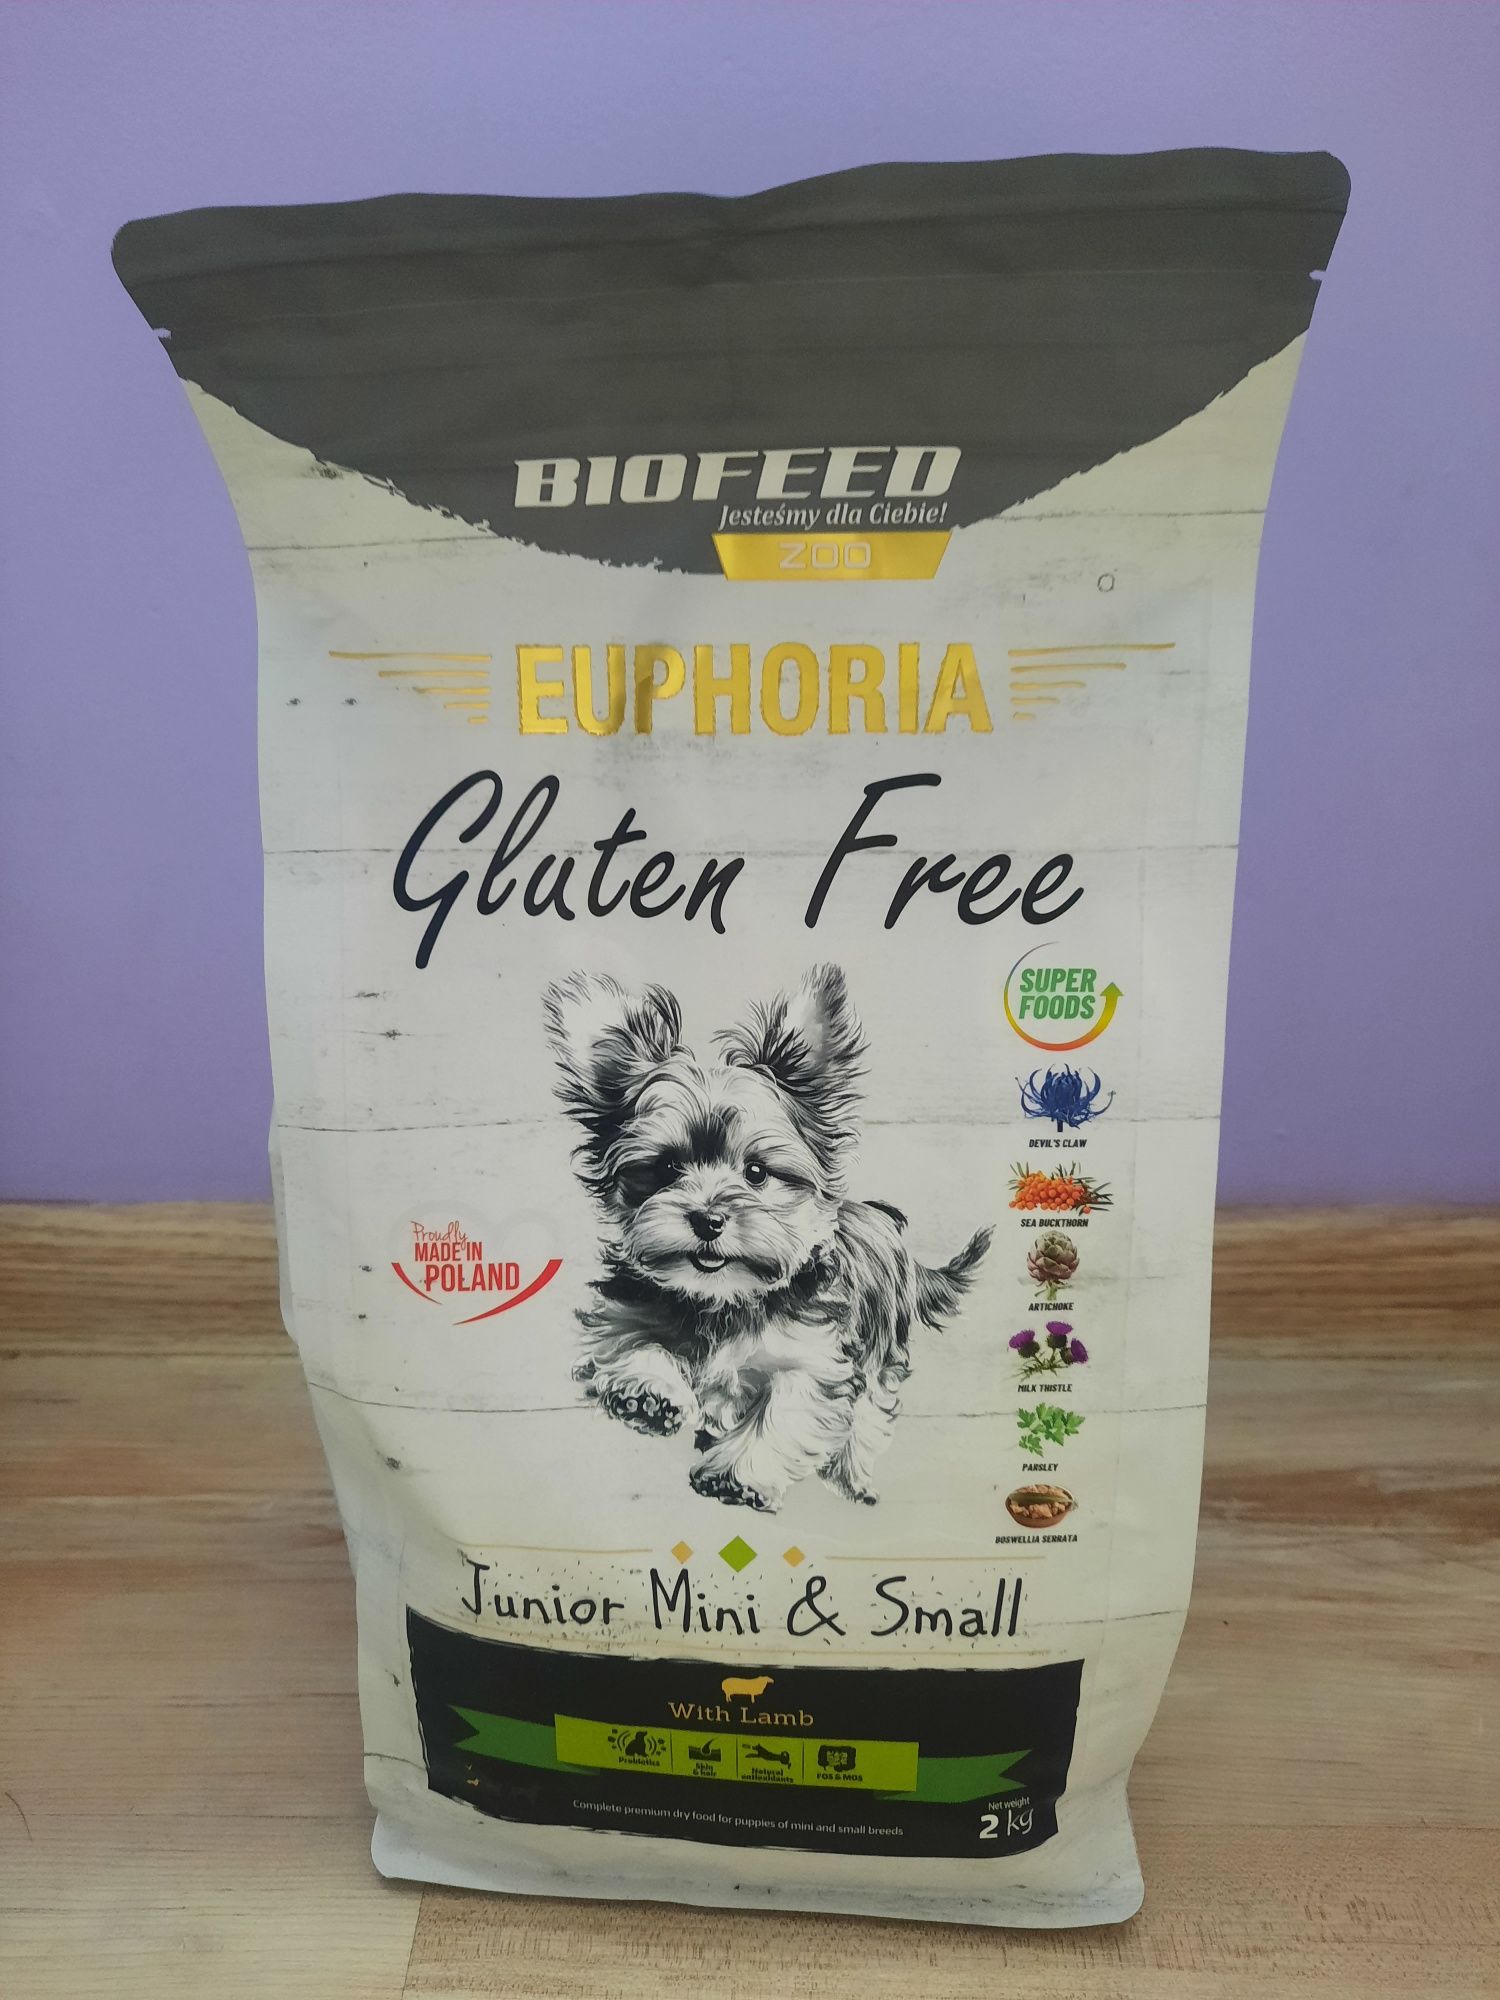 BIOFEED
Jesteśmy dla Ciebie!
ZOO
EUPHORIA
Gluten Free
SUPER
FOODS
DEVIL'S CLAW
SEA BUCKTHORN
ARTICHOKE
MILK THISTLE
PARSLEY
BOSWELLIA SERRATA
Proudly
MADE IN
POLAND
Junior Mini & Small
With Lamb
Probiotics
Skin
& hair
Natural
antioxidants
FOS & MOS
Complete premium dry food for puppies of mini and small breeds
Net weight
2 kg